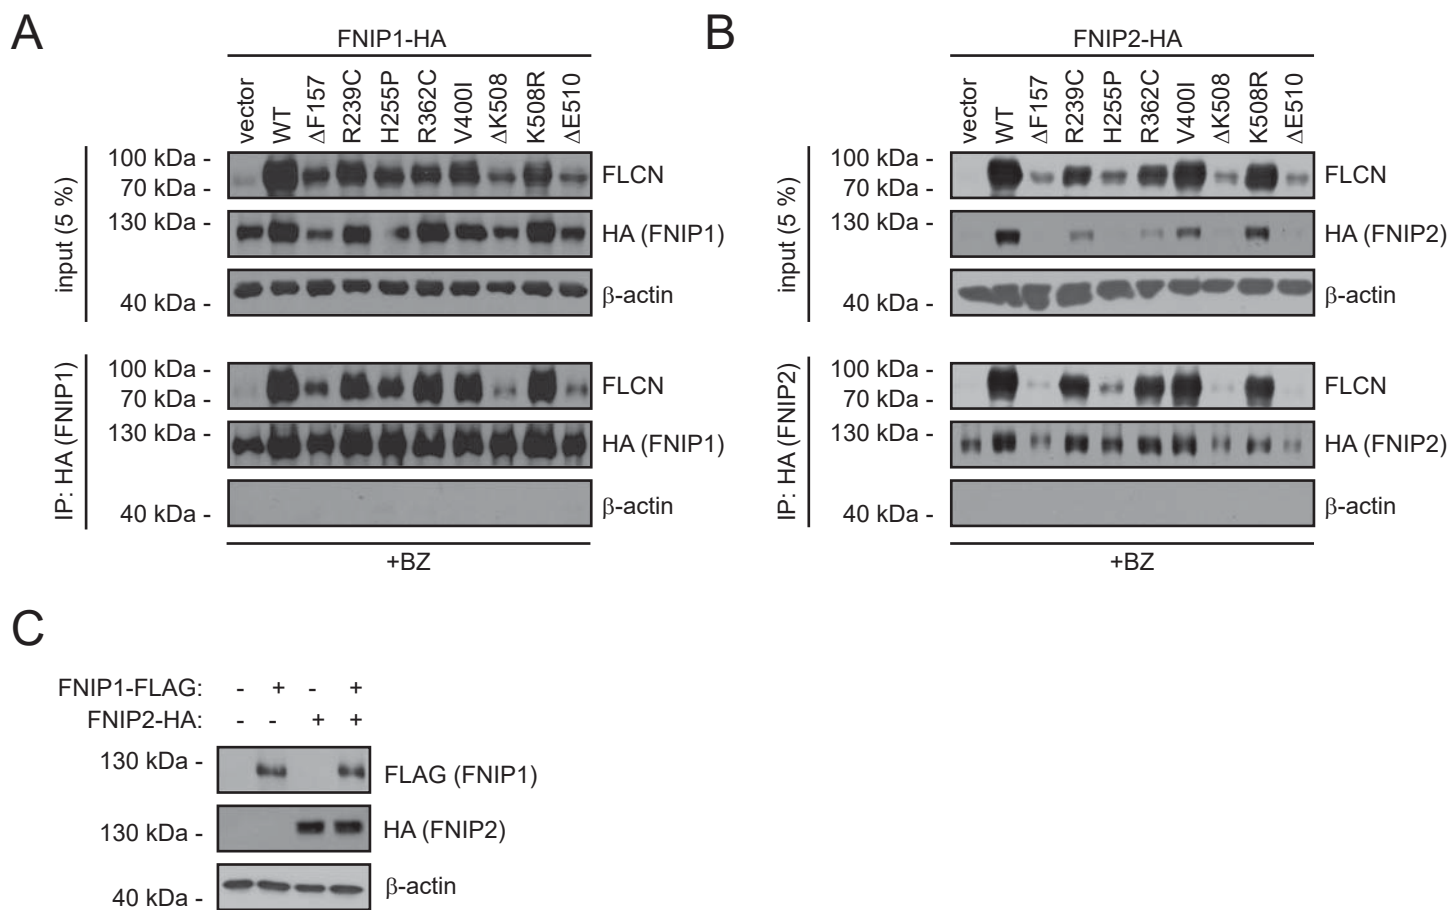 A
FNIP1-HA
vector
WT
ΔF157
R239C
H255P
R362C
V400I
ΔK508
K508R
ΔE510
input (5 %)
100 kDa -
70 kDa -
FLCN
130 kDa -
HA (FNIP1)
40 kDa -
β-actin
IP: HA (FNIP1)
100 kDa -
70 kDa -
FLCN
130 kDa -
HA (FNIP1)
40 kDa -
β-actin
+BZ
B
FNIP2-HA
vector
WT
ΔF157
R239C
H255P
R362C
V400I
ΔK508
K508R
ΔE510
input (5 %)
100 kDa -
70 kDa -
FLCN
130 kDa -
HA (FNIP2)
40 kDa -
β-actin
IP: HA (FNIP2)
100 kDa -
70 kDa -
FLCN
130 kDa -
HA (FNIP2)
40 kDa -
β-actin
+BZ
C
FNIP1-FLAG: - + - +
FNIP2-HA: - - + +
130 kDa -
FLAG (FNIP1)
130 kDa -
HA (FNIP2)
40 kDa -
β-actin